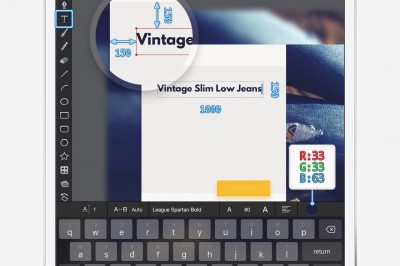 150
150
Vintage
T
Vintage Slim Low Jeans
150
1000
R:33
G:33
B:63
A 1 A↔B Auto League Spartan Bold A 80 A
q w e r t y u i o p
a s d f g h j k l return